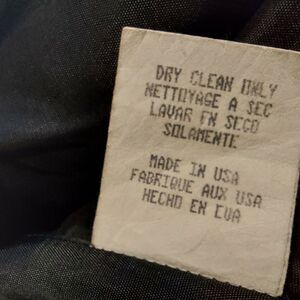 DRY CLEAN ONLY
NETTOYAGE A SEC
LAVAR EN SECO
SOLAMENTE
MADE IN USA
FABRIQUE AUX USA
HECHO EN EUA